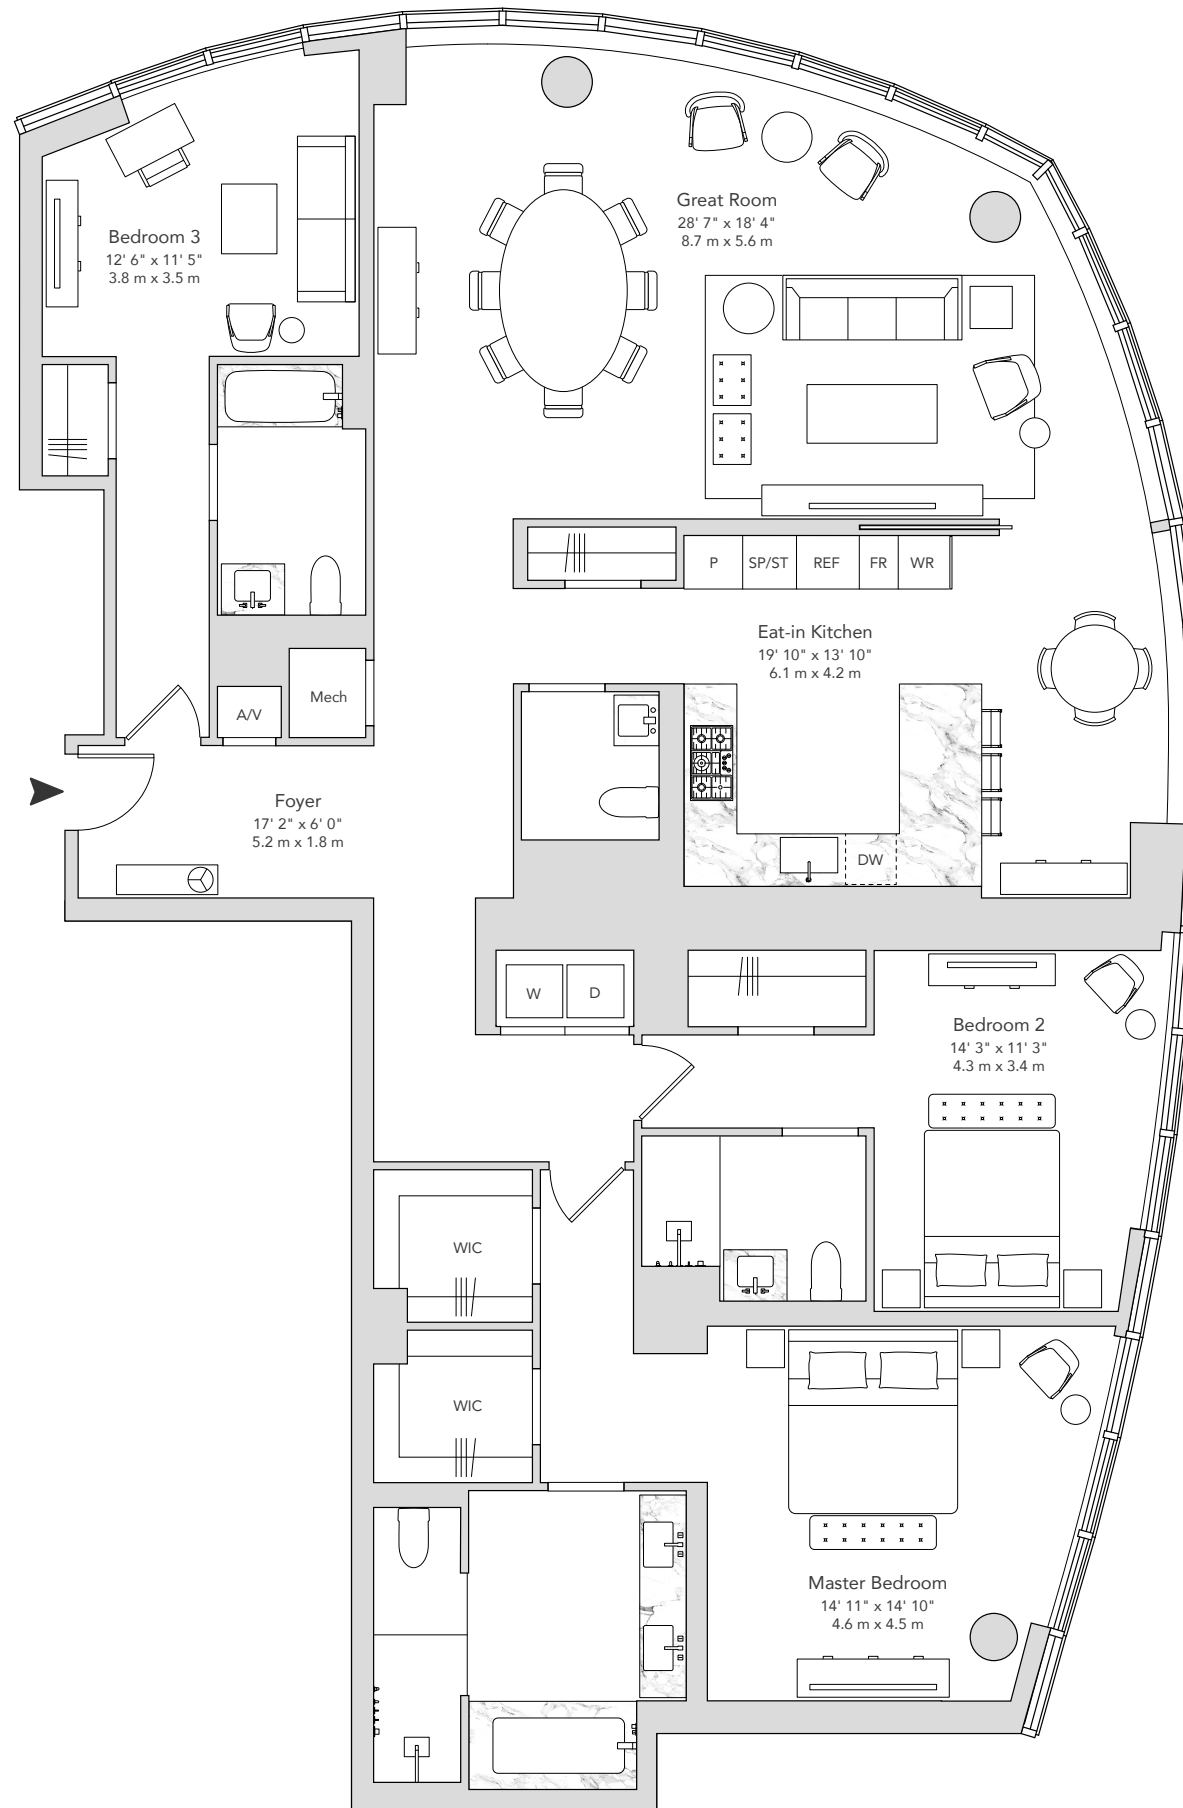 Great Room
28' 7" x 18' 4"
8.7 m x 5.6 m
Bedroom 3
12' 6" x 11' 5"
3.8 m x 3.5 m
P
SP/ST
REF
FR
WR
Eat-in Kitchen
19' 10" x 13' 10"
6.1 m x 4.2 m
Mech
A/V
Foyer
17' 2" x 6' 0"
5.2 m x 1.8 m
DW
W
D
Bedroom 2
14' 3" x 11' 3"
4.3 m x 3.4 m
WIC
WIC
Master Bedroom
14' 11" x 14' 10"
4.6 m x 4.5 m